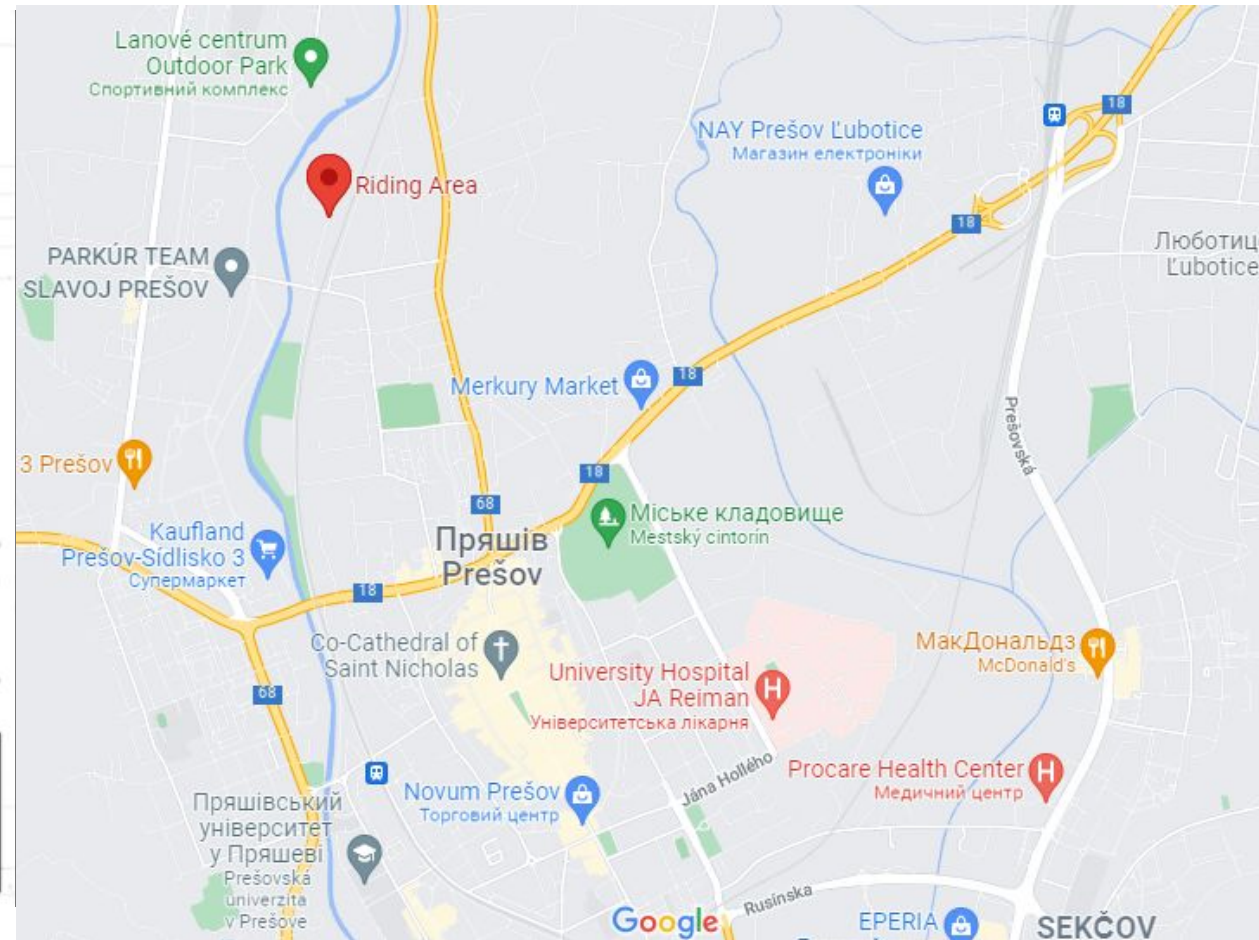 Lanové centrum
Outdoor Park
Спортивний комплекс
18
NAY Prešov Ľubotice
Магазин електроніки
Riding Area
18
Люботиц
Ľubotice
PARKÚR TEAM
SLAVOJ PREŠOV
Merkury Market
18
Prešovská
3 Prešov
18
68
Міське кладовище
Mestský cintorín
Kaufland
Prešov-Sídlisko 3
Супермаркет
Пряшів
Prešov
18
Co-Cathedral of
Saint Nicholas
МакДональдз
McDonald's
University Hospital
JA Reiman
Університетська лікарня
68
Jána Hollého
Procare Health Center
Медичний центр
Novum Prešov
Торговий центр
Пряшівський
університет
у Пряшеві
Prešovská
univerzita
v Prešove
Rusínska
Google
EPERIA
SEKČOV